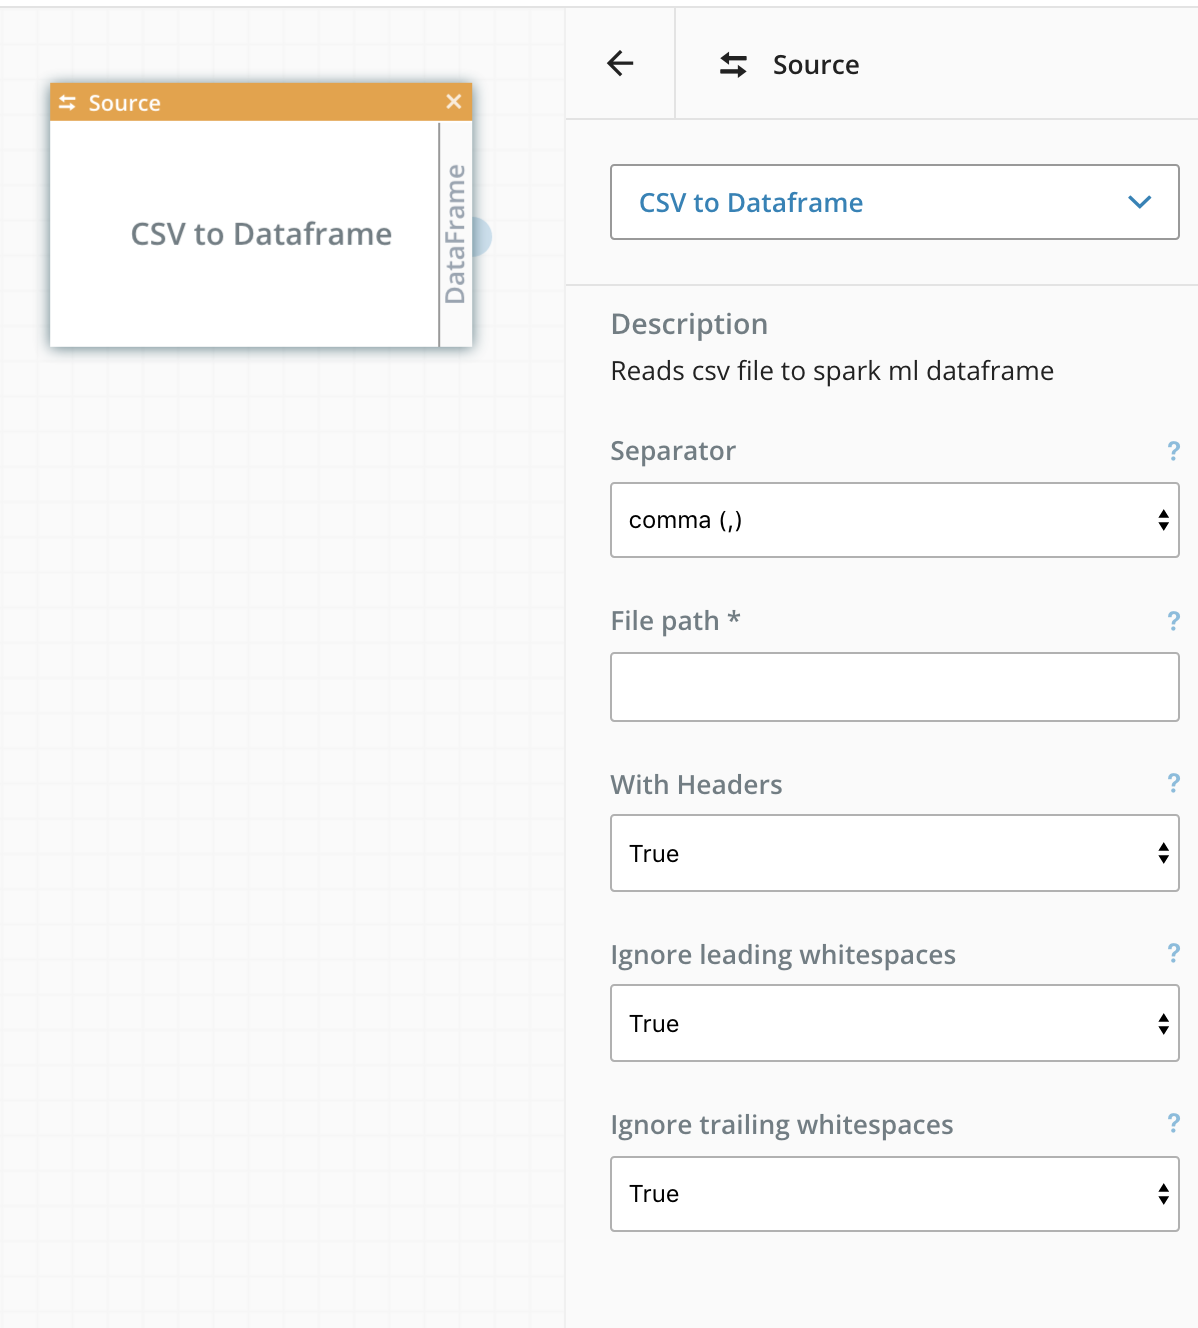 Source
CSV to Dataframe
DataFrame
Source
CSV to Dataframe
Description
Reads csv file to spark ml dataframe
Separator ?
comma (,)
File path * ?
With Headers ?
True
Ignore leading whitespaces ?
True
Ignore trailing whitespaces ?
True